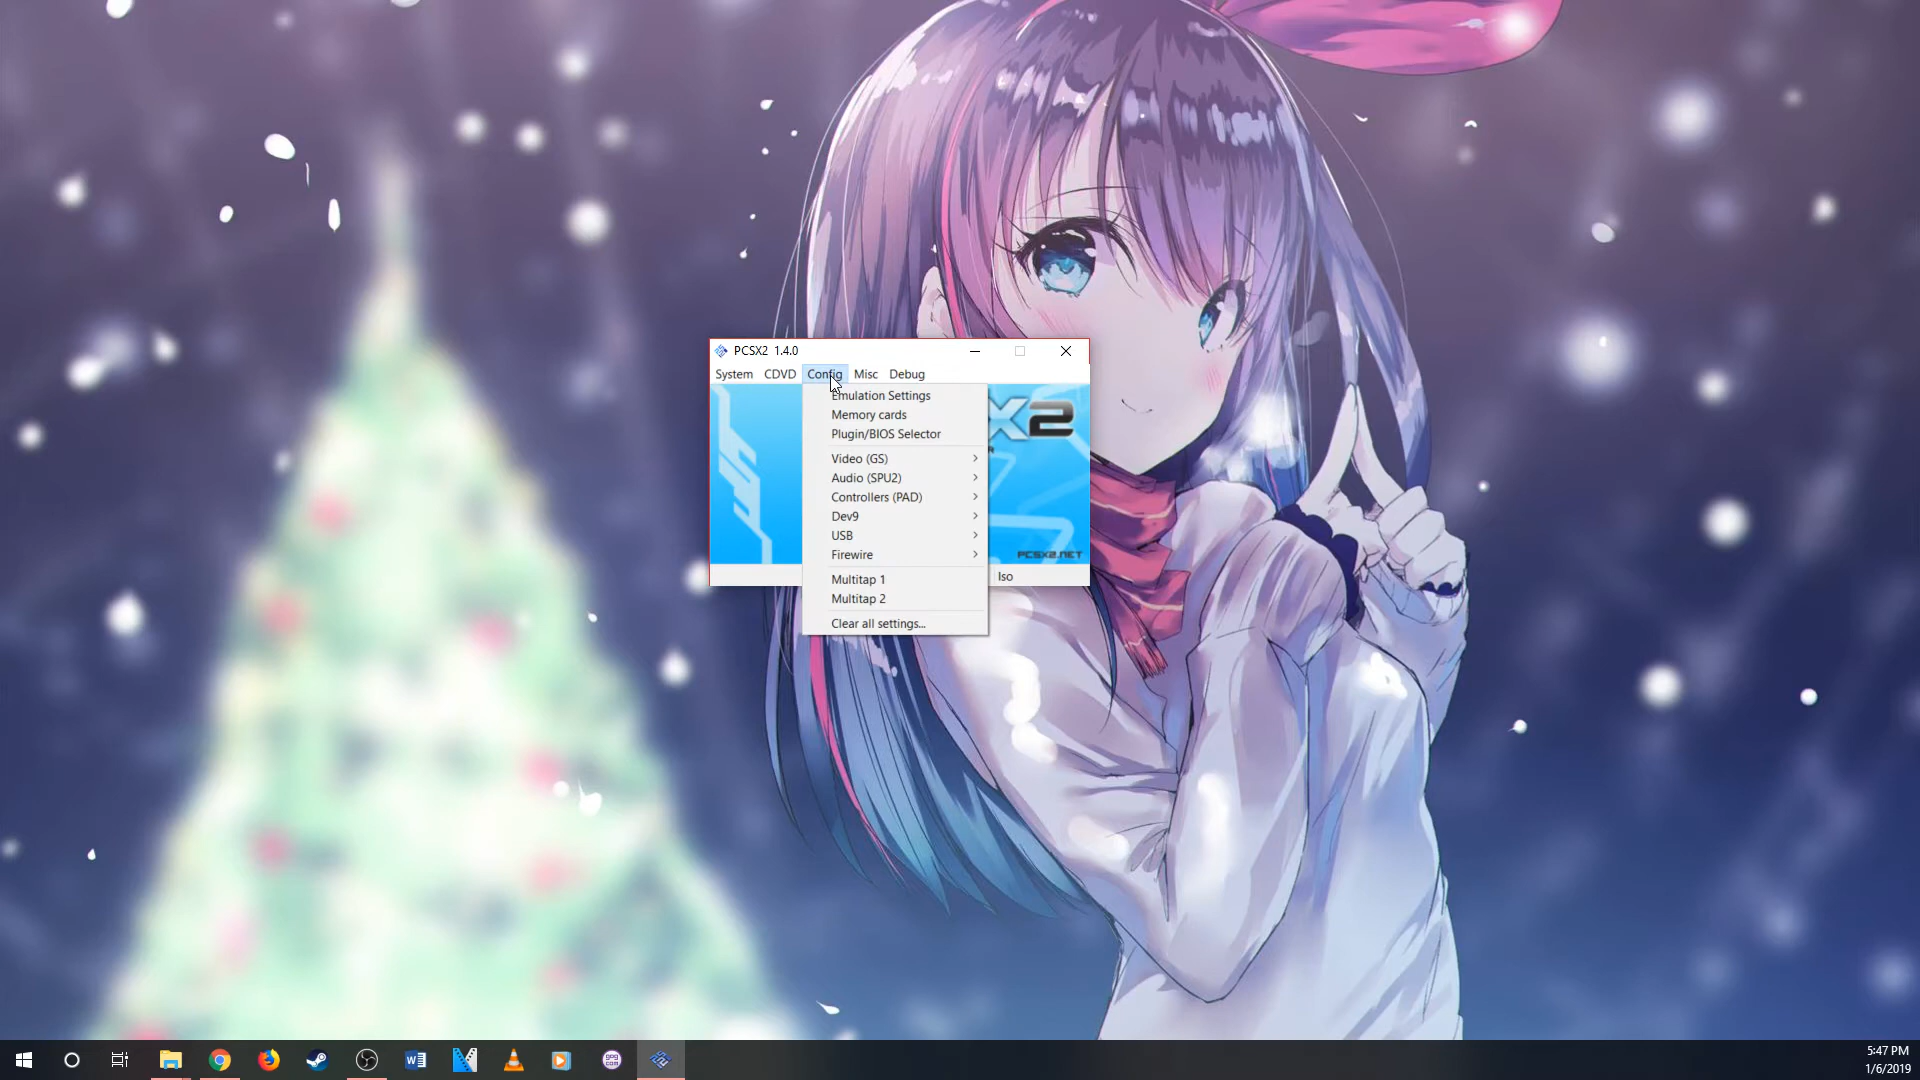 PCSX2 1.4.0
System CDVD Config Misc Debug
Emulation Settings
Memory cards
Plugin/BIOS Selector
Video (GS)
Audio (SPU2)
Controllers (PAD)
Dev9
USB
Firewire
Multitap 1
Multitap 2
Clear all settings...
X2
PCSX2.NET
Iso
5:47 PM
1/6/2019